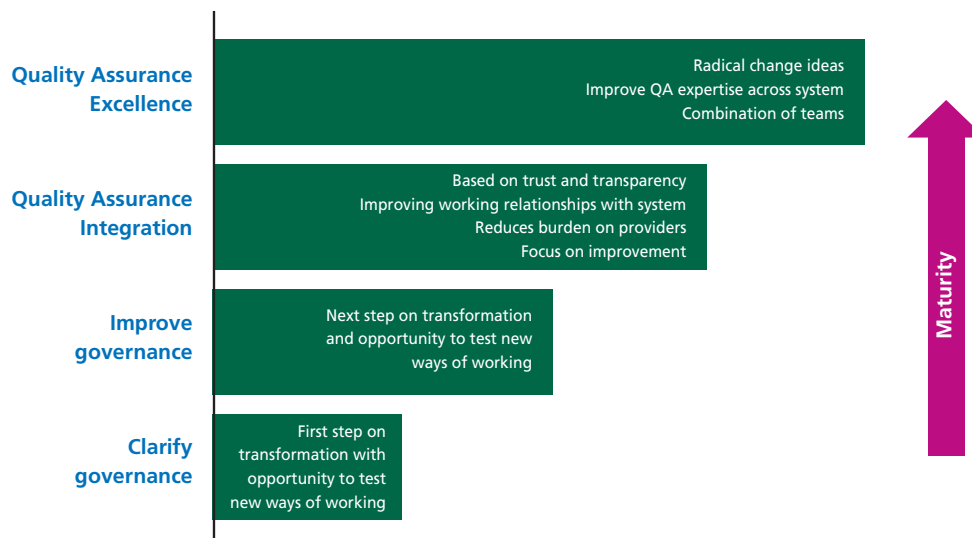 Quality Assurance
Excellence
Radical change ideas
Improve QA expertise across system
Combination of teams
Quality Assurance
Integration
Based on trust and transparency
Improving working relationships with system
Reduces burden on providers
Focus on improvement
Improve
governance
Next step on transformation
and opportunity to test new
ways of working
Clarify
governance
First step on
transformation with
opportunity to test
new ways of working
Maturity